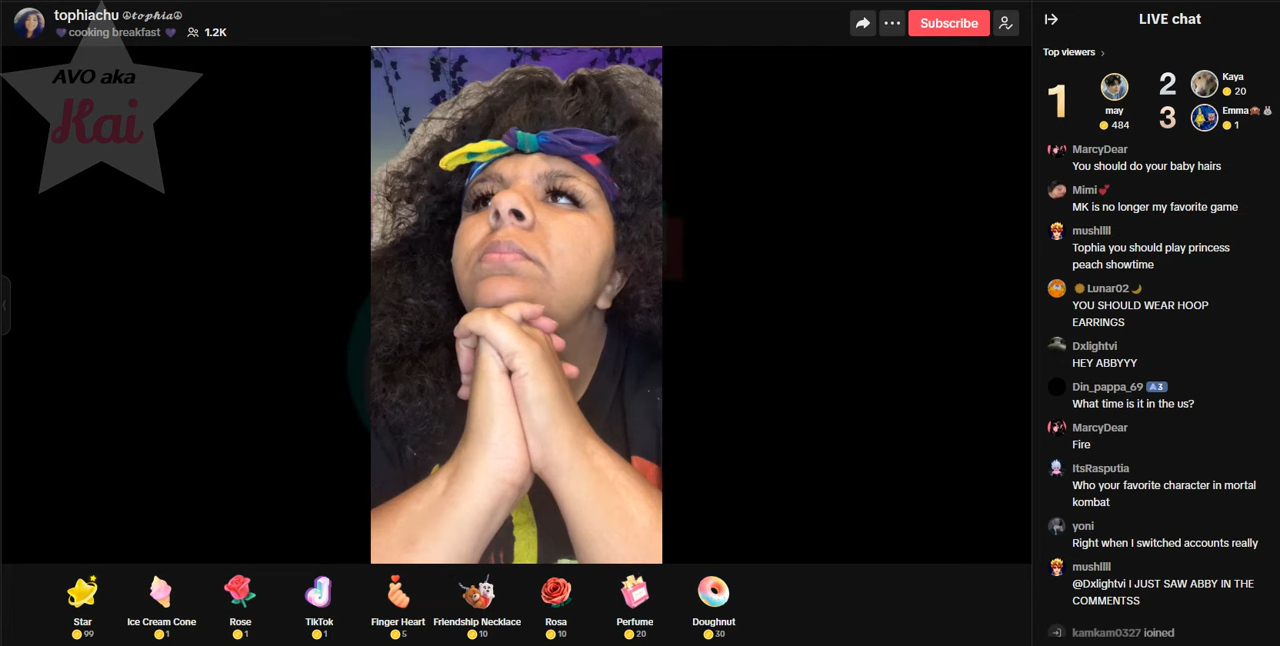 tophiachu ☮𝓽𝓸𝓹𝓱𝓲𝓪☮
💜cooking breakfast 💜 1.2K
Subscribe
AVO aka
Kai
LIVE chat
Top viewers
1
may
484
2
Kaya
20
3
Emma
1
MarcyDear
You should do your baby hairs
Mimi💕
MK is no longer my favorite game
mushllll
Tophia you should play princess
peach showtime
Lunar02🌙
YOU SHOULD WEAR HOOP
EARRINGS
Dxlightvi
HEY ABBYYY
Din_pappa_69 A3
What time is it in the us?
MarcyDear
Fire
ItsRasputia
Who your favorite character in mortal
kombat
yoni
Right when I switched accounts really
mushllll
@Dxlightvi I JUST SAW ABBY IN THE
COMMENTSS
kamkam0327 joined
Star
99
Ice Cream Cone
1
Rose
1
TikTok
1
Finger Heart
5
Friendship Necklace
10
Rosa
10
Perfume
20
Doughnut
30